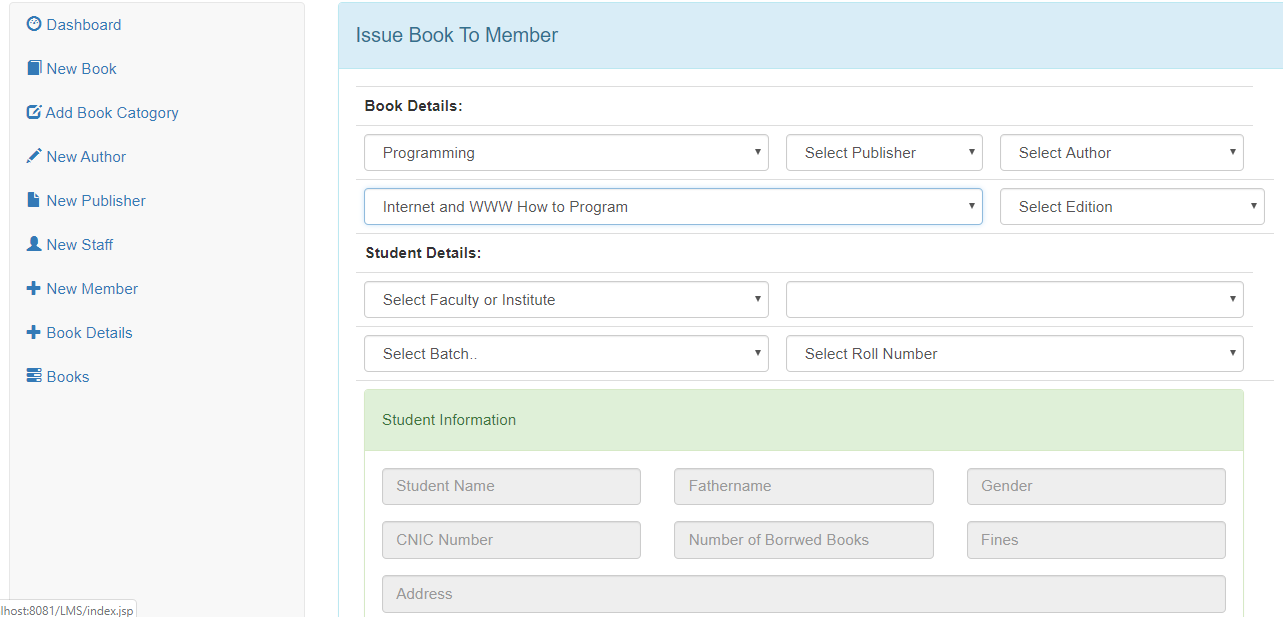 Dashboard
New Book
Add Book Catogory
New Author
New Publisher
New Staff
New Member
Book Details
Books
Issue Book To Member
Book Details:
Programming Select Publisher Select Author
Internet and WWW How to Program Select Edition
Student Details:
Select Faculty or Institute
Select Batch.. Select Roll Number
Student Information
Student Name Fathername Gender
CNIC Number Number of Borrwed Books Fines
Address
lhost:8081/LMS/index.jsp